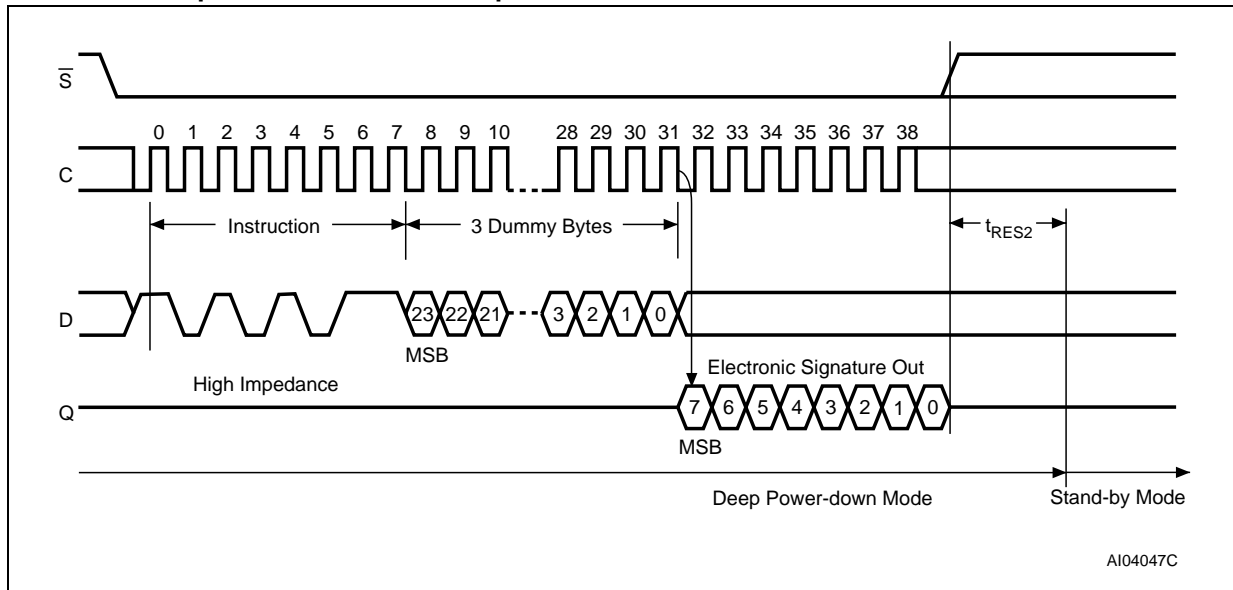 S
0 1 2 3 4 5 6 7 8 9 10 28 29 30 31 32 33 34 35 36 37 38
C
Instruction 3 Dummy Bytes tRES2
D 23 22 21 3 2 1 0
MSB
High Impedance Electronic Signature Out
Q 7 6 5 4 3 2 1 0
MSB
Deep Power-down Mode Stand-by Mode
AI04047C